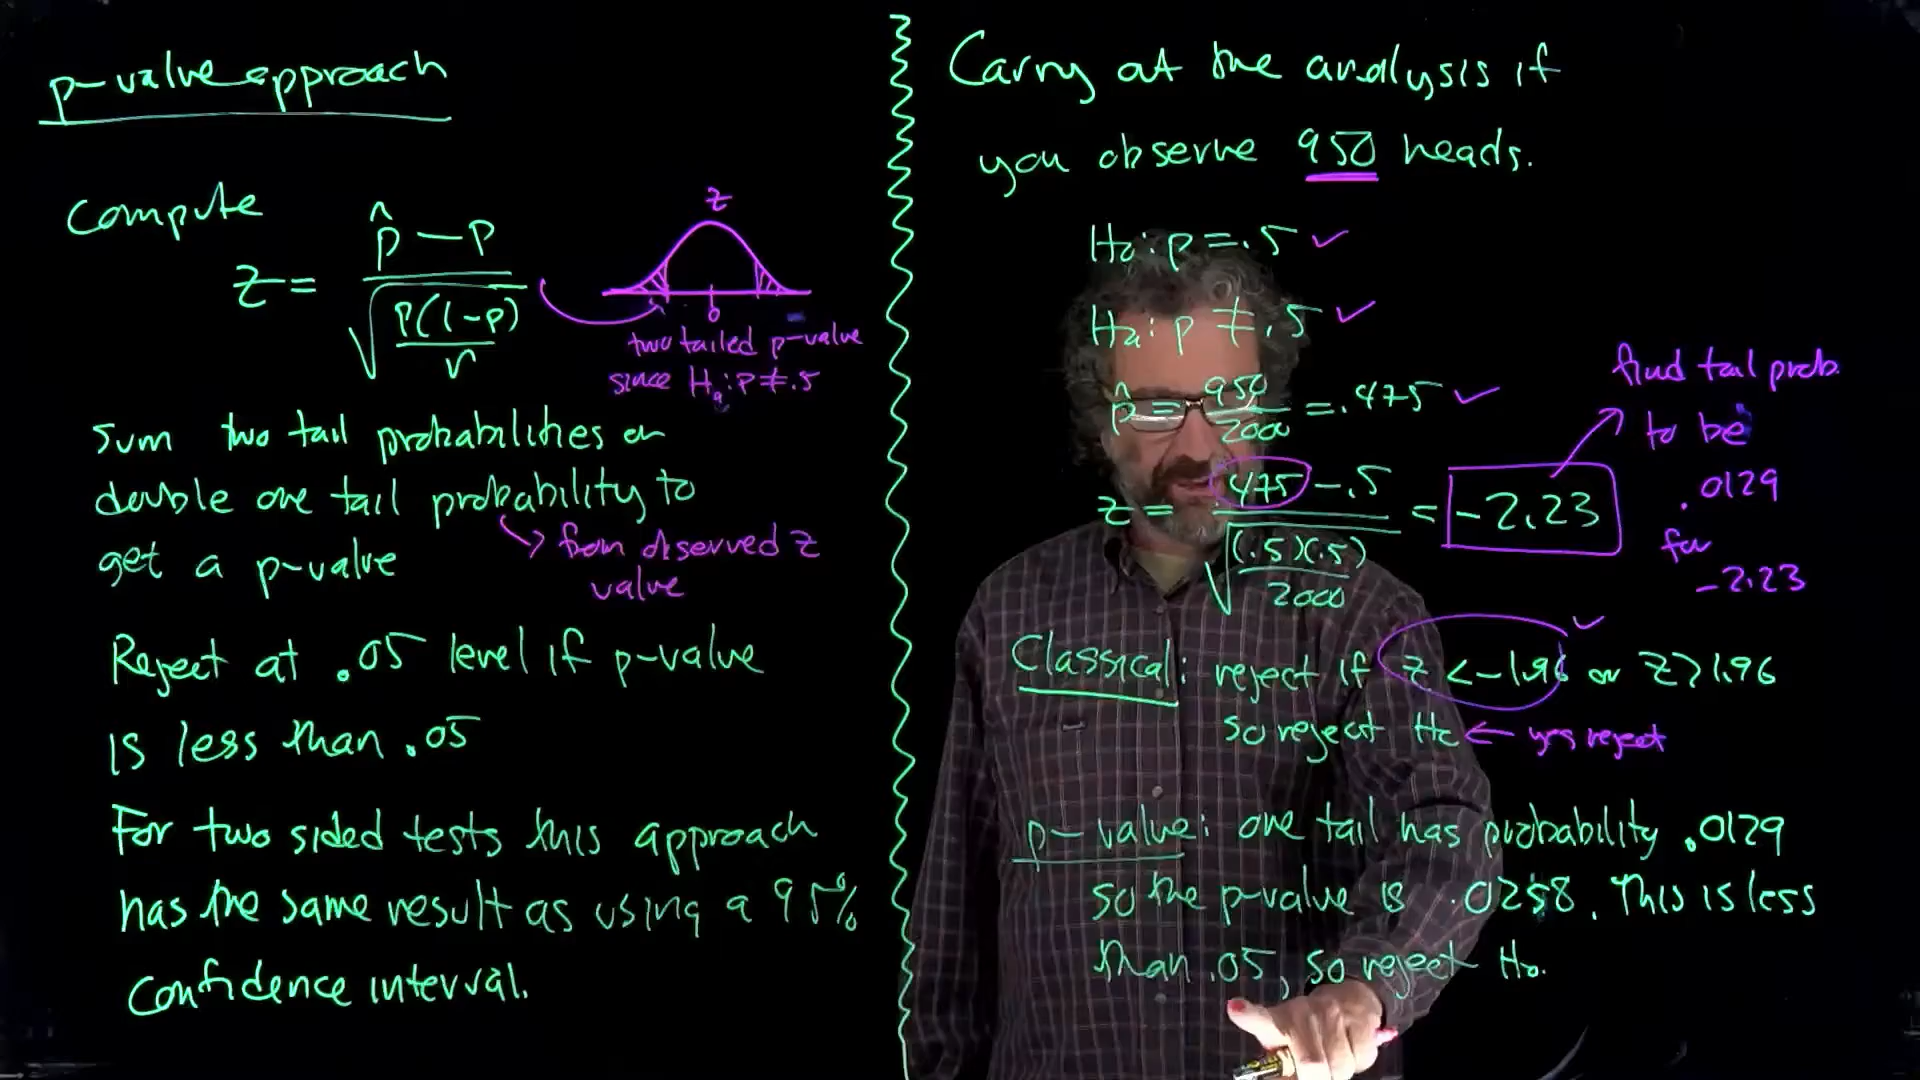 p-value approach
Compute
z = p̂ - p / √(p(1-p)/n)
z
0
two tailed p-value
since Ha: p ≠ .5
Sum two tail probabilities or
double one tail probability to
get a p-value
from observed z
value
Reject at .05 level if p-value
is less than .05
For two sided tests this approach
has the same result as using a 95%
confidence interval.
Carry out the analysis if
you observe 950 heads.
H0: p = .5 ✓
Ha: p ≠ .5 ✓
p̂ = 950/2000 = .475 ✓
z = .475 - .5 / √((.5)(.5)/2000) = -2.23
find tail prob.
to be
.0129
for
-2.23
Classical: reject if z < -1.96 or z > 1.96
so reject H0 ← yes reject
p-value: one tail has probability .0129
so the p-value is .0258. This is less
than .05, so reject H0.